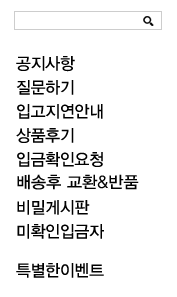 공지사항
질문하기
입고지연안내
상품후기
입금확인요청
배송후 교환&반품
비밀게시판
미확인입금자
특별한이벤트